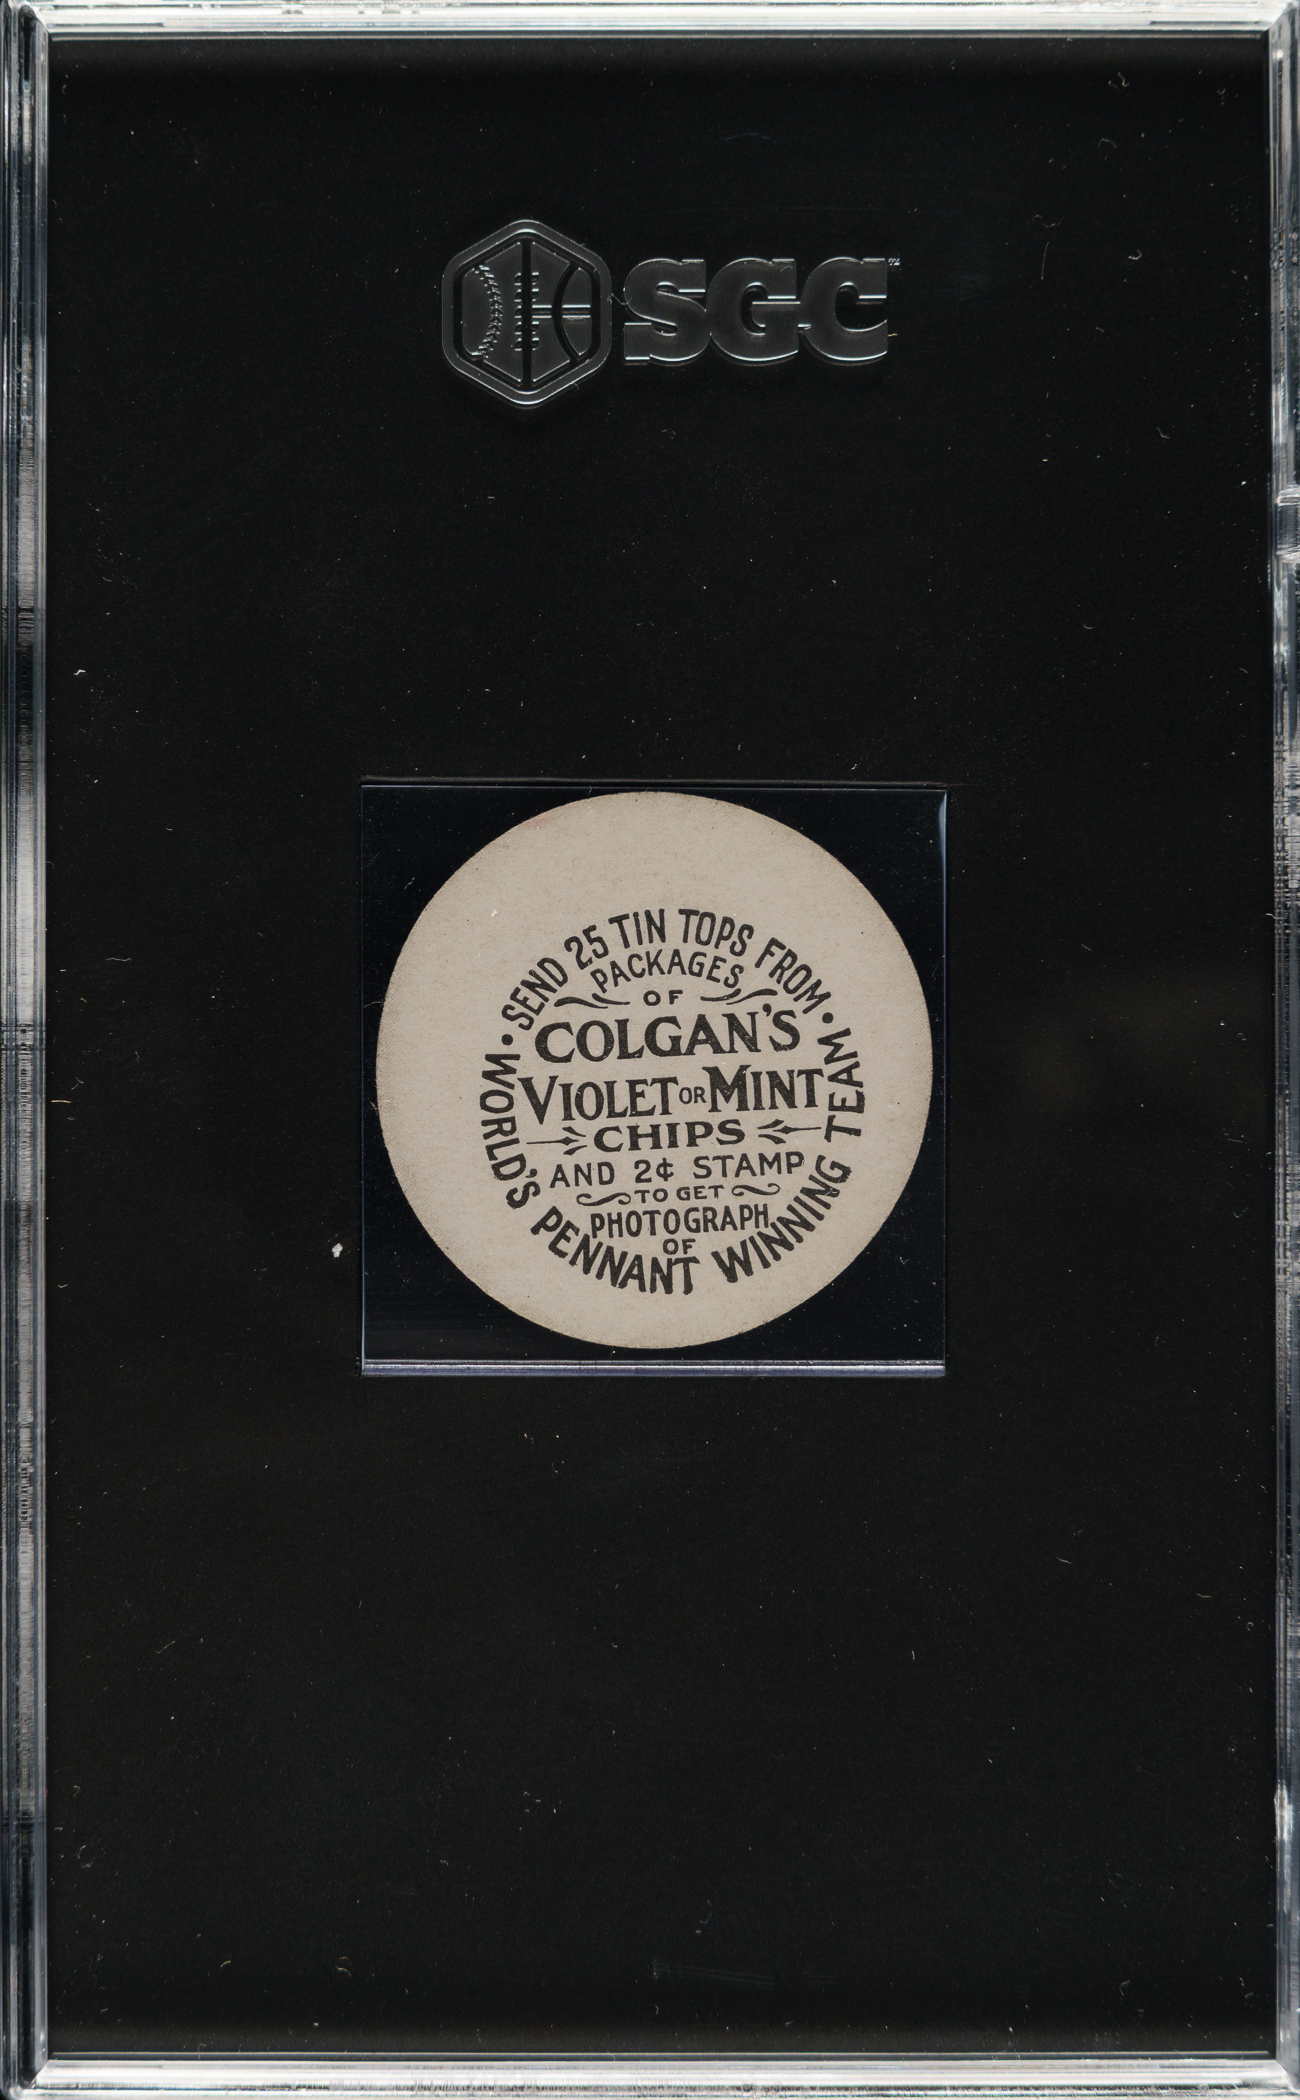 SGC
• SEND 25 TIN TOPS FROM •
PACKAGES
OF
COLGAN'S
VIOLET OR MINT
CHIPS
AND 2¢ STAMP
TO GET
PHOTOGRAPH
OF
WORLD'S PENNANT WINNING TEAM